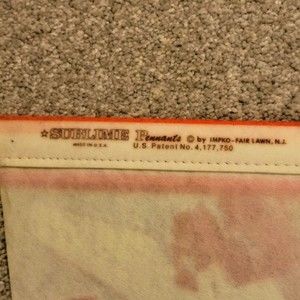 ☆SUBLIME Pennants © by IMPKO-FAIR LAWN, N.J.
MADE IN U.S.A. U.S. Patent No. 4,177,750